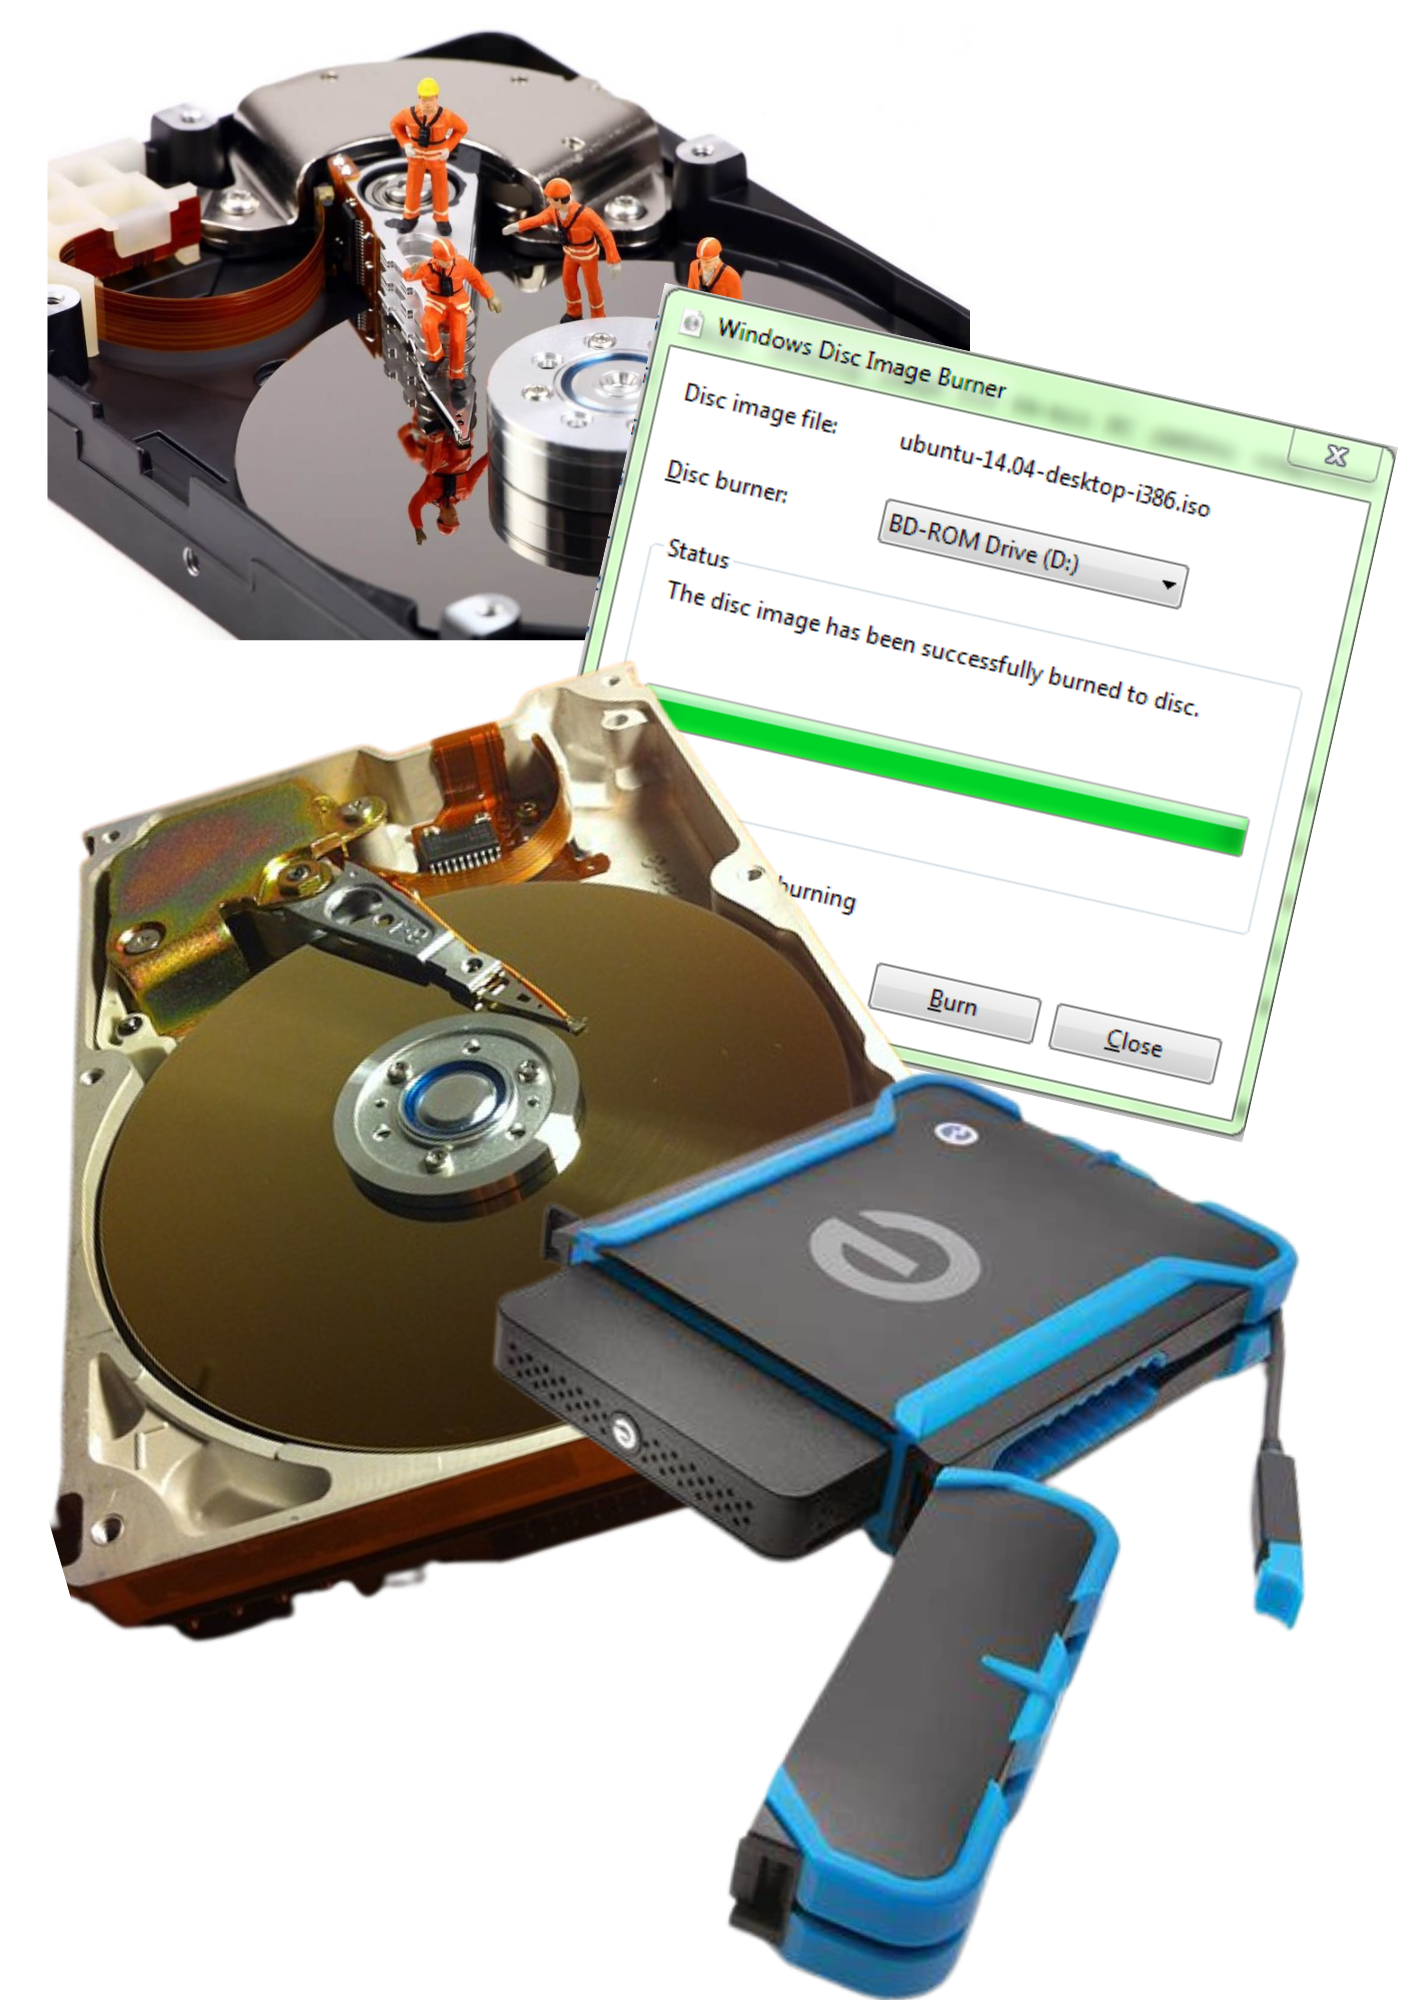 Windows Disc Image Burner
Disc image file:
ubuntu-14.04-desktop-i386.iso
Disc burner:
BD-ROM Drive (D:)
Status
The disc image has been successfully burned to disc.
burning
Burn
Close